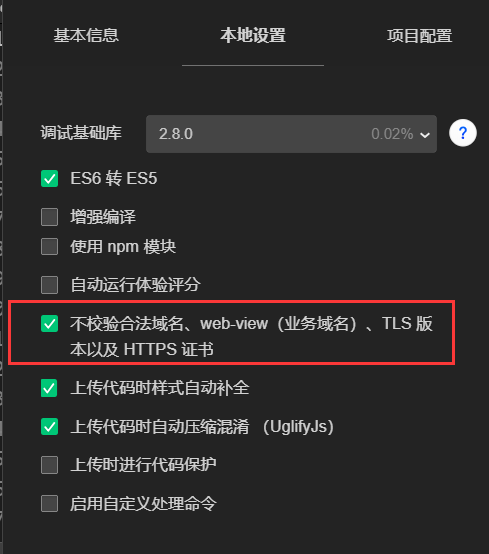 基本信息 本地设置 项目配置
调试基础库 2.8.0 0.02% ?
ES6 转 ES5
增强编译
使用 npm 模块
自动运行体验评分
不校验合法域名、web-view（业务域名）、TLS 版
本以及 HTTPS 证书
上传代码时样式自动补全
上传代码时自动压缩混淆 （UglifyJs）
上传时进行代码保护
启用自定义处理命令